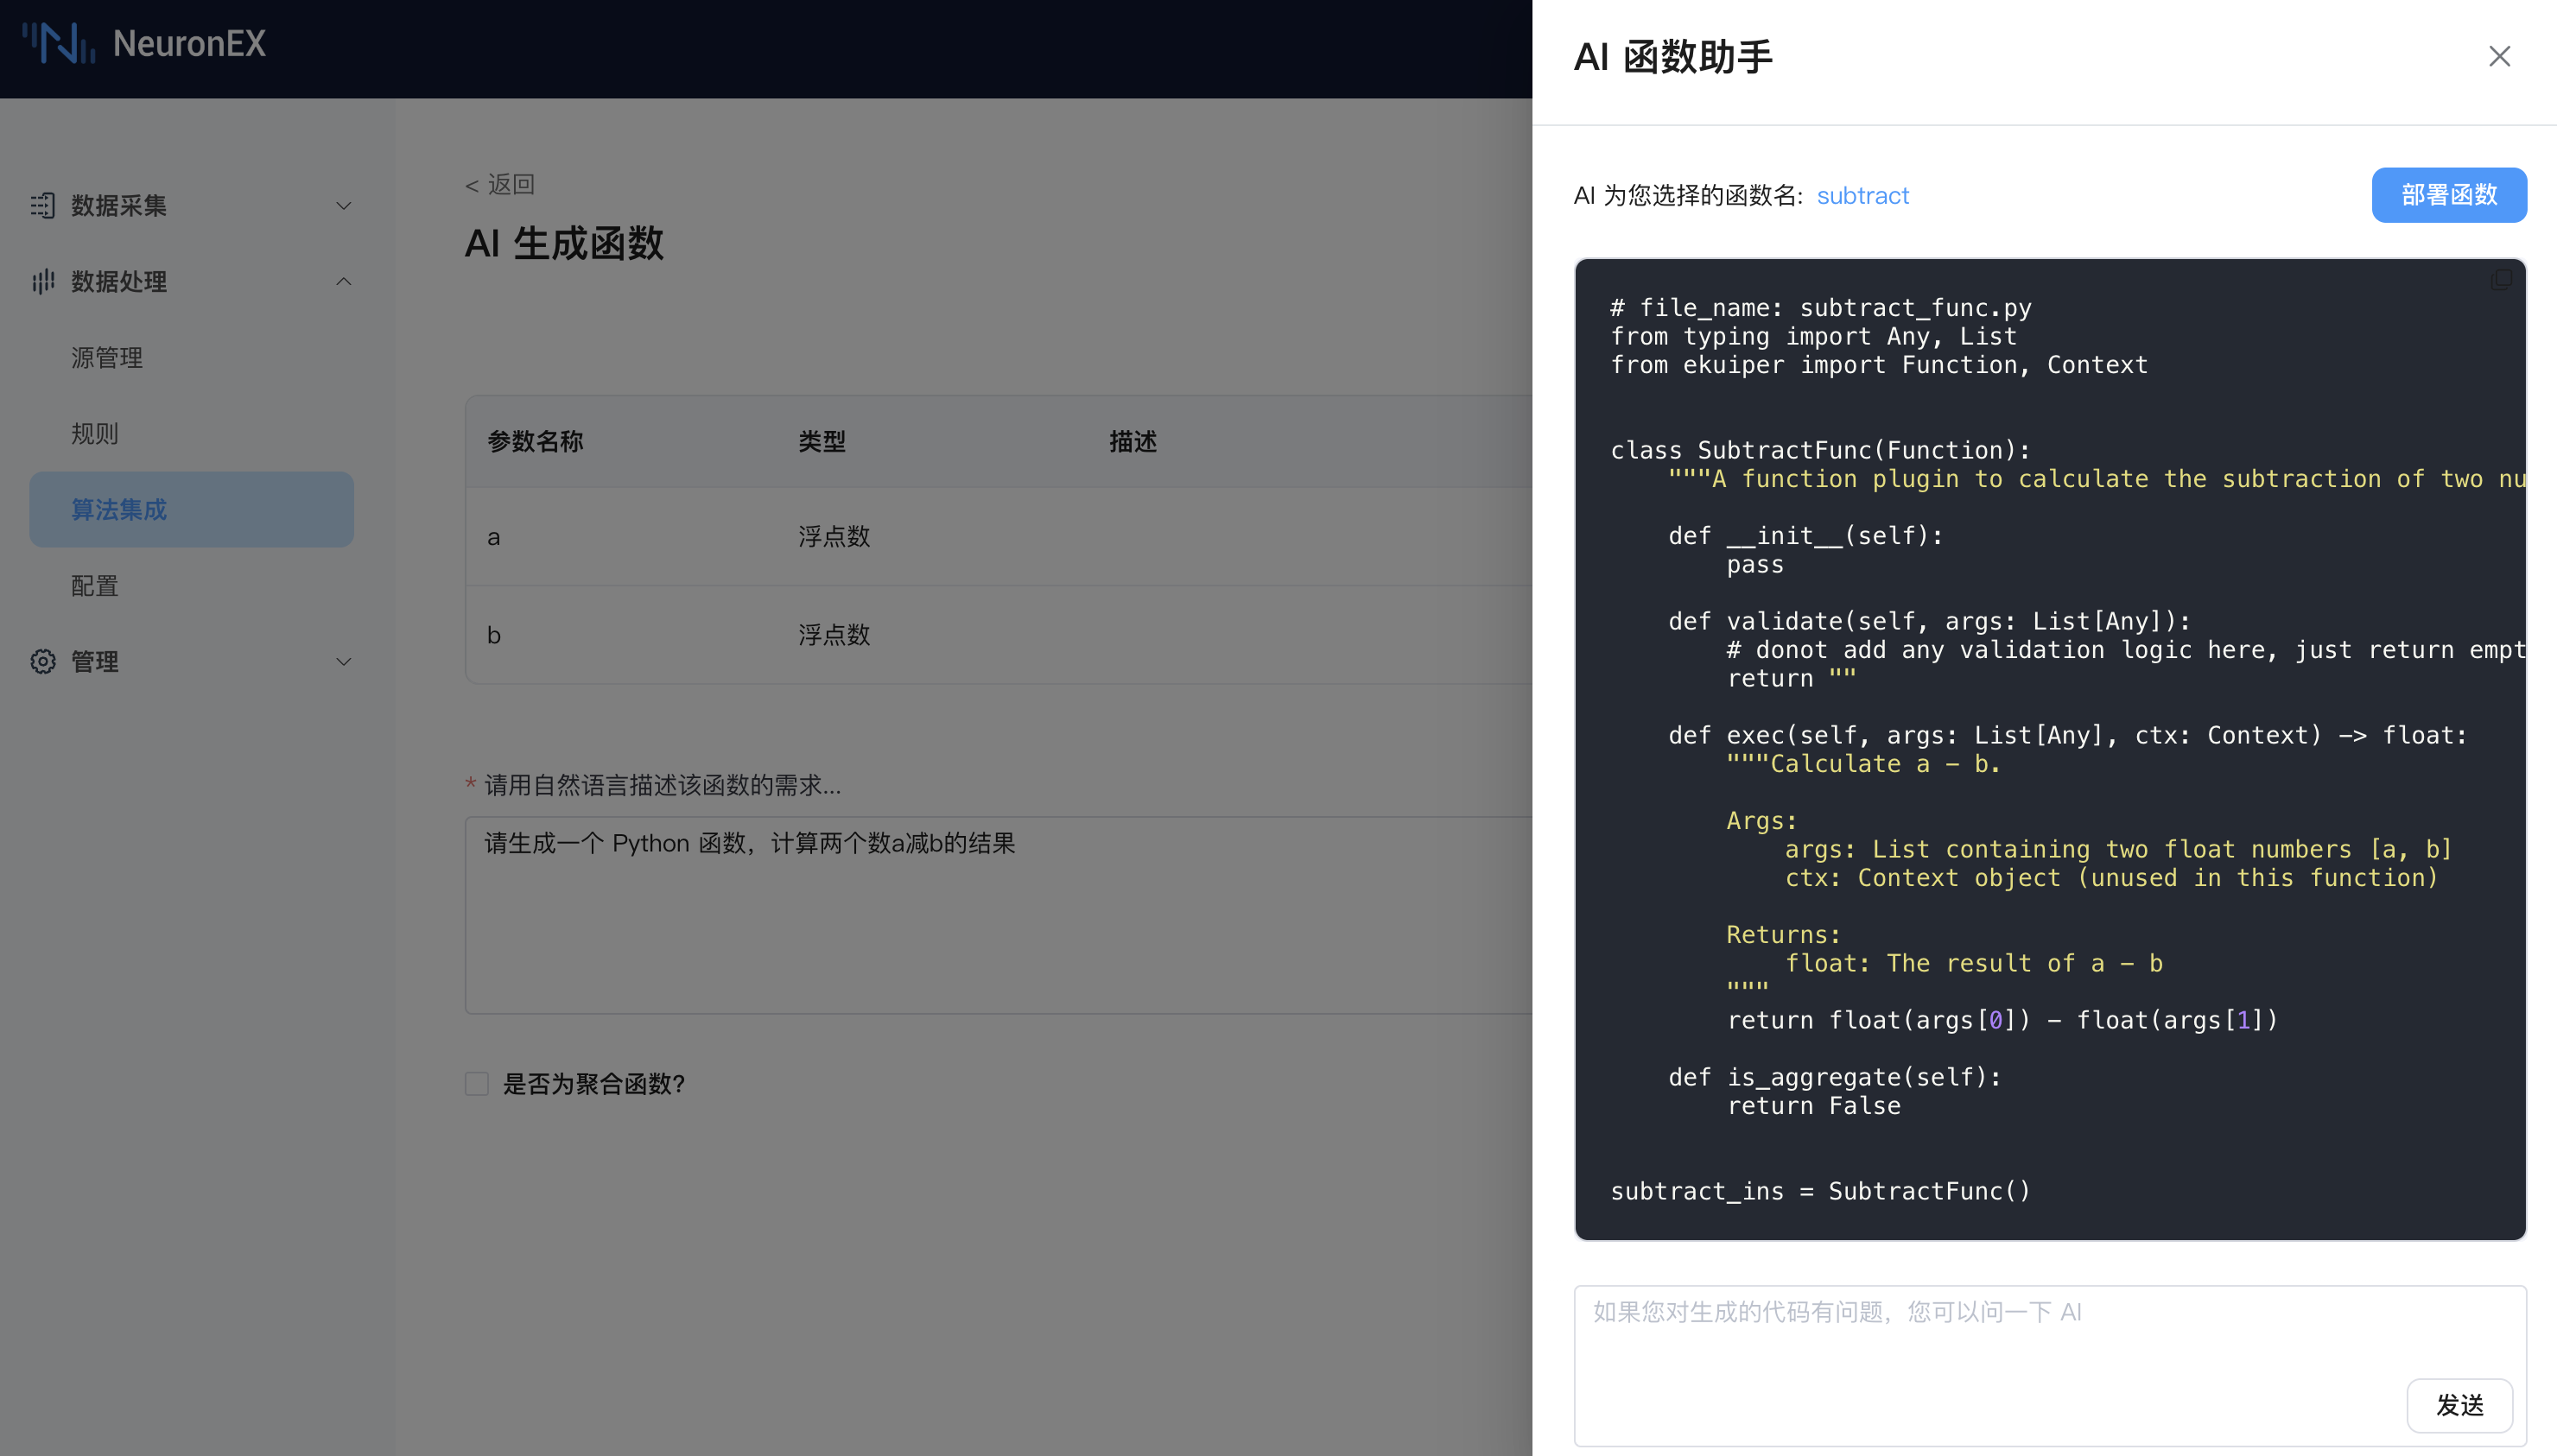 NeuronEX
数据采集
数据处理
源管理
规则
算法集成
配置
管理
< 返回
AI 生成函数
参数名称 类型 描述
a 浮点数
b 浮点数
* 请用自然语言描述该函数的需求...
请生成一个 Python 函数，计算两个数a减b的结果
是否为聚合函数?
AI 函数助手
AI 为您选择的函数名: subtract
部署函数
# file_name: subtract_func.py
from typing import Any, List
from ekuiper import Function, Context
class SubtractFunc(Function):
    """A function plugin to calculate the subtraction of two nu
    def __init__(self):
        pass
    def validate(self, args: List[Any]):
        # donot add any validation logic here, just return empt
        return ""
    def exec(self, args: List[Any], ctx: Context) -> float:
        """Calculate a - b.
        Args:
            args: List containing two float numbers [a, b]
            ctx: Context object (unused in this function)
        Returns:
            float: The result of a - b
        """
        return float(args[0]) - float(args[1])
    def is_aggregate(self):
        return False
subtract_ins = SubtractFunc()
如果您对生成的代码有问题，您可以问一下 AI
发送